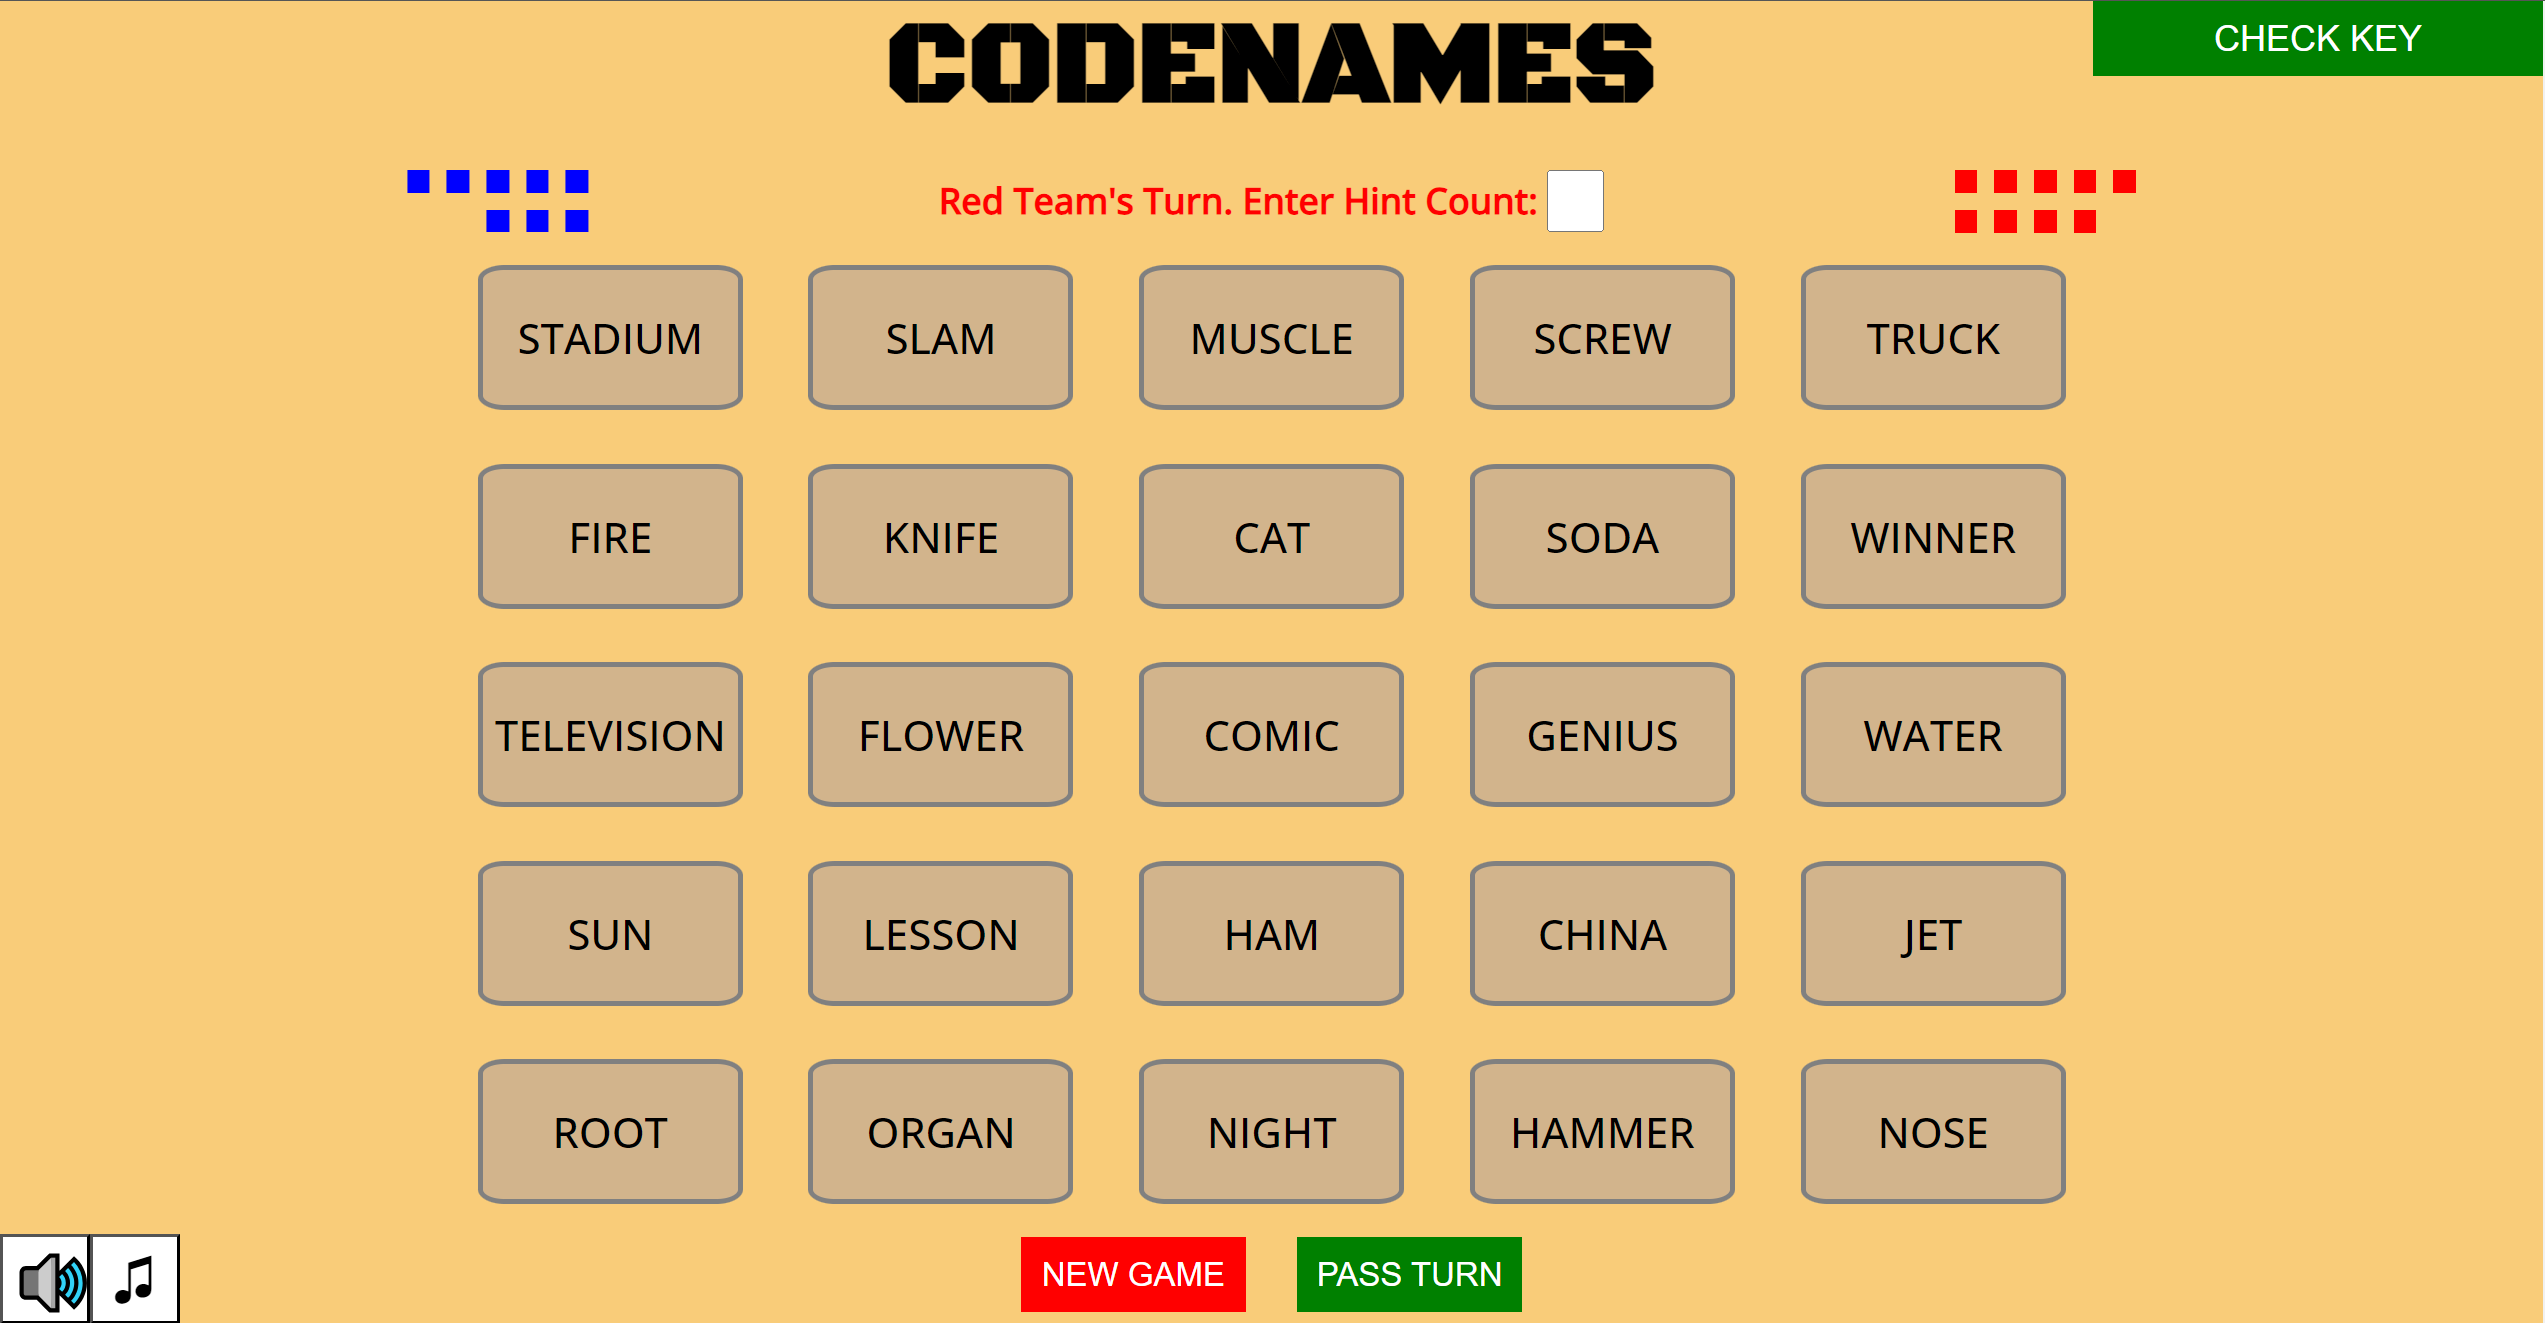 CODENAMES
CHECK KEY
Red Team's Turn. Enter Hint Count:
STADIUM SLAM MUSCLE SCREW TRUCK
FIRE KNIFE CAT SODA WINNER
TELEVISION FLOWER COMIC GENIUS WATER
SUN LESSON HAM CHINA JET
ROOT ORGAN NIGHT HAMMER NOSE
NEW GAME PASS TURN